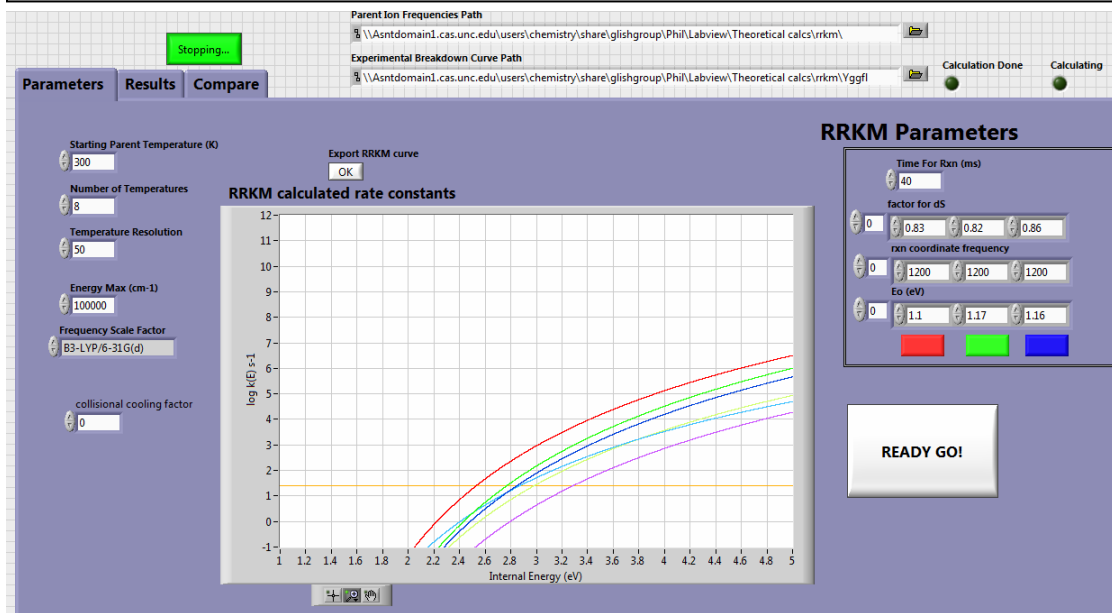 Parent Ion Frequencies Path
\\Asntdomain1.cas.unc.edu\users\chemistry\share\glishgroup\Phil\Labview\Theoretical calcs\rrkm\
Stopping...
Experimental Breakdown Curve Path
\\Asntdomain1.cas.unc.edu\users\chemistry\share\glishgroup\Phil\Labview\Theoretical calcs\rrkm\Yggfl
Calculation Done
Calculating
Parameters Results Compare
Starting Parent Temperature (K)
300
Number of Temperatures
8
Temperature Resolution
50
Energy Max (cm-1)
100000
Frequency Scale Factor
B3-LYP/6-31G(d)
collisional cooling factor
0
Export RRKM curve
OK
RRKM calculated rate constants
log k(E) s-1
12
11
10
9
8
7
6
5
4
3
2
1
0
-1
1 1.2 1.4 1.6 1.8 2 2.2 2.4 2.6 2.8 3 3.2 3.4 3.6 3.8 4 4.2 4.4 4.6 4.8 5
Internal Energy (eV)
RRKM Parameters
Time For Rxn (ms)
40
factor for dS
0 0.83 0.82 0.86
rxn coordinate frequency
0 1200 1200 1200
Eo (eV)
0 1.1 1.17 1.16
READY GO!